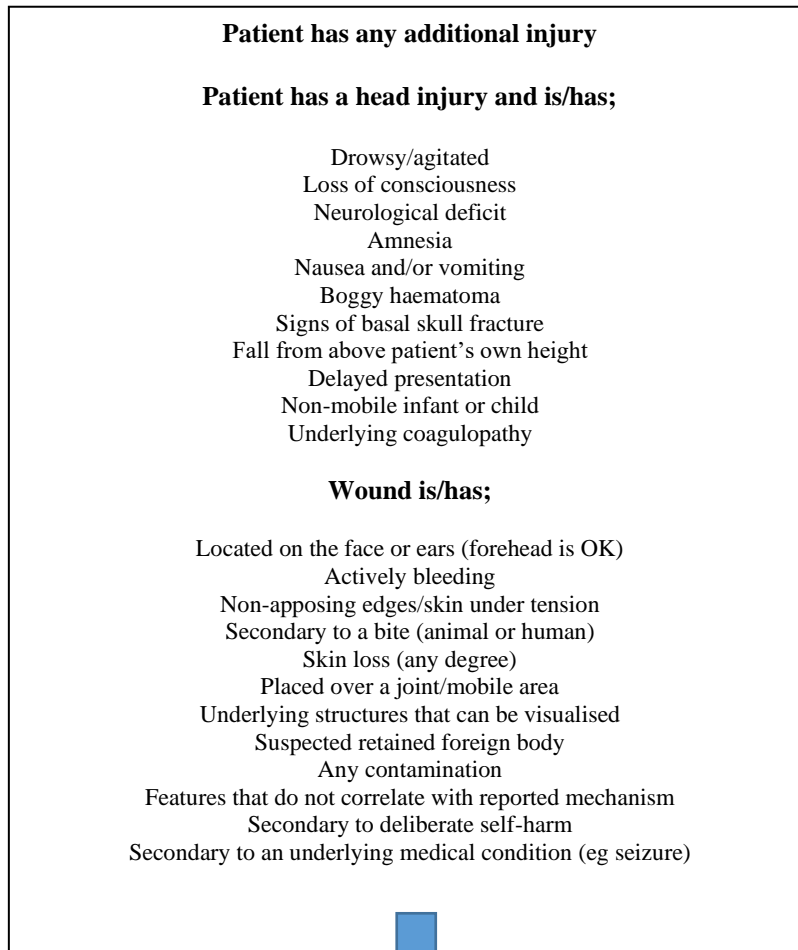 Patient has any additional injury
Patient has a head injury and is/has;
Drowsy/agitated
Loss of consciousness
Neurological deficit
Amnesia
Nausea and/or vomiting
Boggy haematoma
Signs of basal skull fracture
Fall from above patient’s own height
Delayed presentation
Non-mobile infant or child
Underlying coagulopathy
Wound is/has;
Located on the face or ears (forehead is OK)
Actively bleeding
Non-apposing edges/skin under tension
Secondary to a bite (animal or human)
Skin loss (any degree)
Placed over a joint/mobile area
Underlying structures that can be visualised
Suspected retained foreign body
Any contamination
Features that do not correlate with reported mechanism
Secondary to deliberate self-harm
Secondary to an underlying medical condition (eg seizure)